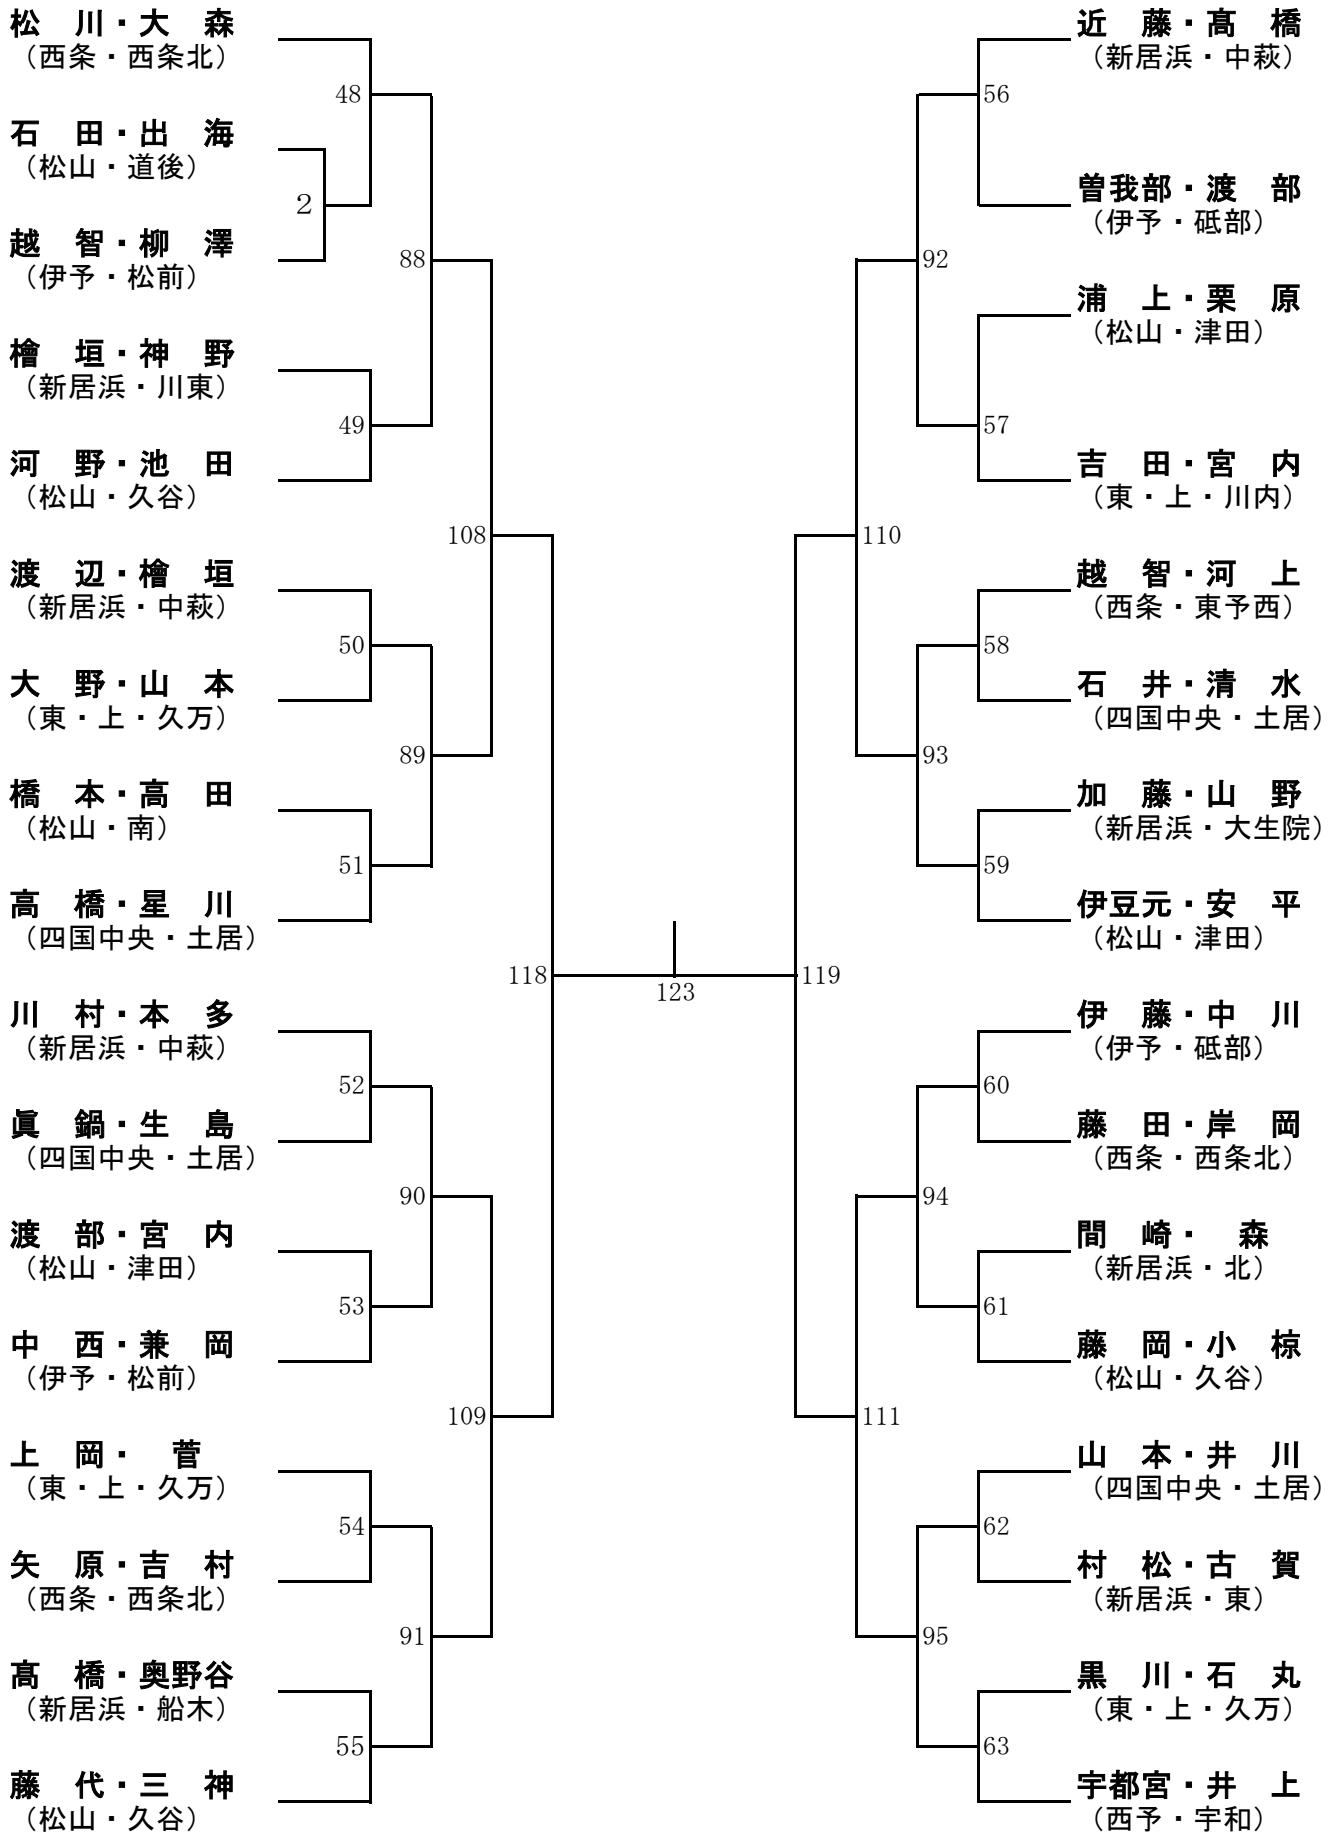 松　川・大　森
（西条・西条北）
48
石　田・出　海
（松山・道後）
2
越　智・柳　澤
（伊予・松前）
88
檜　垣・神　野
（新居浜・川東）
49
河　野・池　田
（松山・久谷）
108
渡　辺・檜　垣
（新居浜・中萩）
50
大　野・山　本
（東・上・久万）
89
橋　本・高　田
（松山・南）
51
高　橋・星　川
（四国中央・土居）
118
川　村・本　多
（新居浜・中萩）
52
眞　鍋・生　島
（四国中央・土居）
90
渡　部・宮　内
（松山・津田）
53
中　西・兼　岡
（伊予・松前）
109
上　岡・　菅
（東・上・久万）
54
矢　原・吉　村
（西条・西条北）
91
髙　橋・奥野谷
（新居浜・船木）
55
藤　代・三　神
（松山・久谷）
123
近　藤・髙　橋
（新居浜・中萩）
56
曽我部・渡　部
（伊予・砥部）
92
浦　上・栗　原
（松山・津田）
57
吉　田・宮　内
（東・上・川内）
110
越　智・河　上
（西条・東予西）
58
石　井・清　水
（四国中央・土居）
93
加　藤・山　野
（新居浜・大生院）
59
伊豆元・安　平
（松山・津田）
119
伊　藤・中　川
（伊予・砥部）
60
藤　田・岸　岡
（西条・西条北）
94
間　崎・　森
（新居浜・北）
61
藤　岡・小　椋
（松山・久谷）
111
山　本・井　川
（四国中央・土居）
62
村　松・古　賀
（新居浜・東）
95
黒　川・石　丸
（東・上・久万）
63
宇都宮・井　上
（西予・宇和）